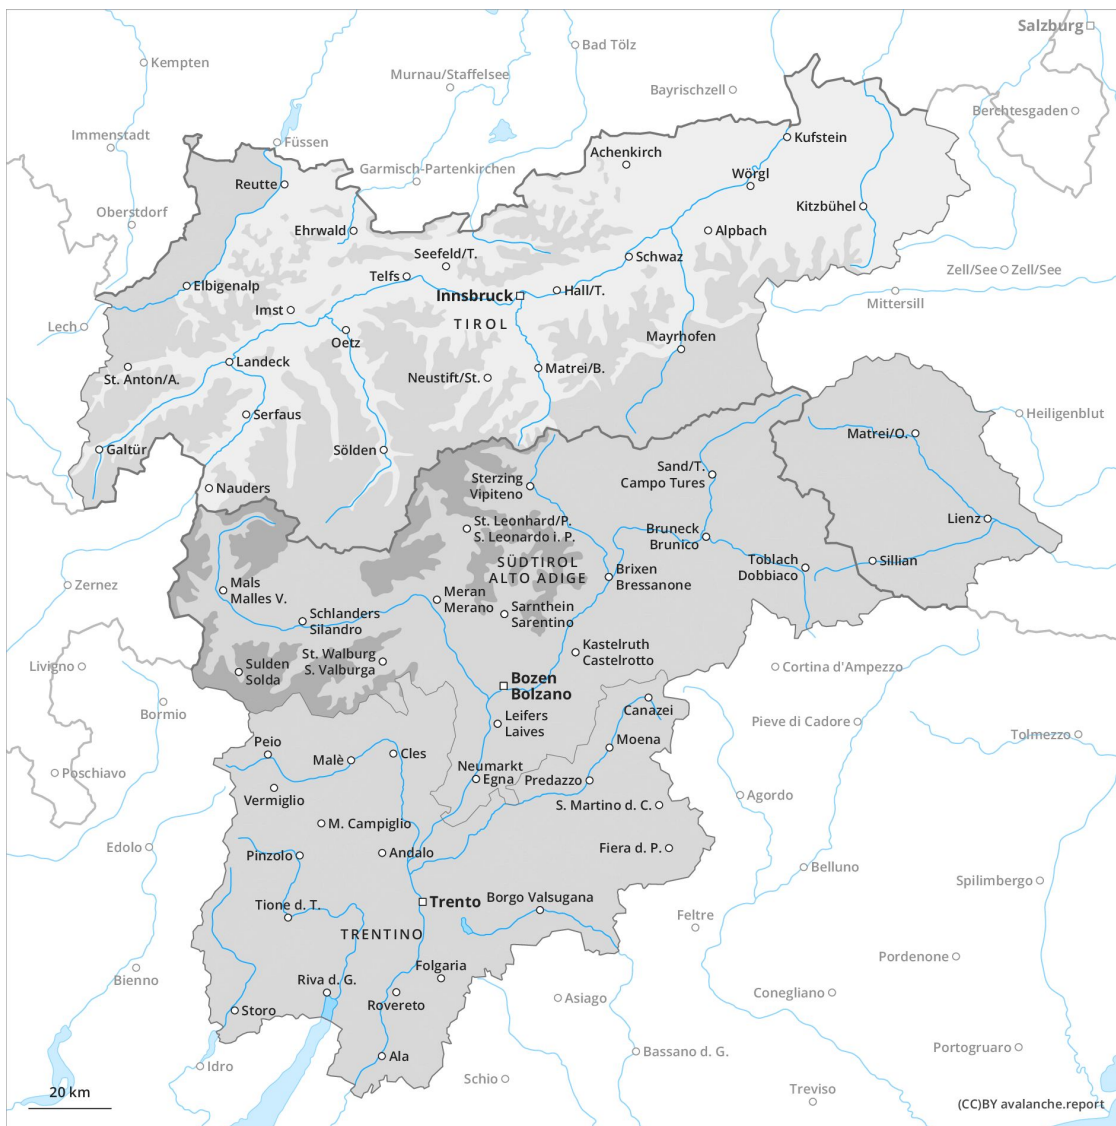 Salzburg
Bad Tölz
Kempten
Murnau/Staffelsee
Bayrischzell
Berchtesgaden
Immenstadt
Füssen
Kufstein
Achenkirch
Garmisch-Partenkirchen
Wörgl
Reutte
Oberstdorf
Kitzbühel
Ehrwald
Alpbach
Seefeld/T.
Schwaz
Telfs
Zell/See
Zell/See
Elbigenalp
Innsbruck
Hall/T.
Mittersill
Imst
TIROL
Lech
Oetz
Mayrhofen
Landeck
Matrei/B.
St. Anton/A.
Neustift/St.
Serfaus
Heiligenblut
Matrei/O.
Galtür
Sölden
Sterzing
Vipiteno
Sand/T.
Campo Tures
Nauders
Lienz
St. Leonhard/P.
S. Leonardo i. P.
Bruneck
Brunico
SÜDTIROL
ALTO ADIGE
Toblach
Dobbiaco
Sillian
Brixen
Bressanone
Zernez
Mals
Malles V.
Meran
Merano
Sarnthein
Sarentino
Schlanders
Silandro
Kastelruth
Castelrotto
St. Walburg
S. Valburga
Livigno
Sulden
Solda
Cortina d'Ampezzo
Bozen
Bolzano
Bormio
Canazei
Leifers
Laives
Pieve di Cadore
Tolmezzo
Peio
Moena
Cles
Malè
Neumarkt
Egna
Predazzo
Poschiavo
Vermiglio
S. Martino d. C.
Agordo
M. Campiglio
Edolo
Fiera d. P.
Pinzolo
Andalo
Belluno
Spilimbergo
Borgo Valsugana
Trento
Tione d. T.
Feltre
TRENTINO
Pordenone
Folgaria
Bienno
Riva d. G.
Conegliano
Rovereto
Asiago
Storo
Portogruaro
Bassano d. G.
Ala
Idro
Schio
Treviso
20 km
(CC)BY avalanche.report